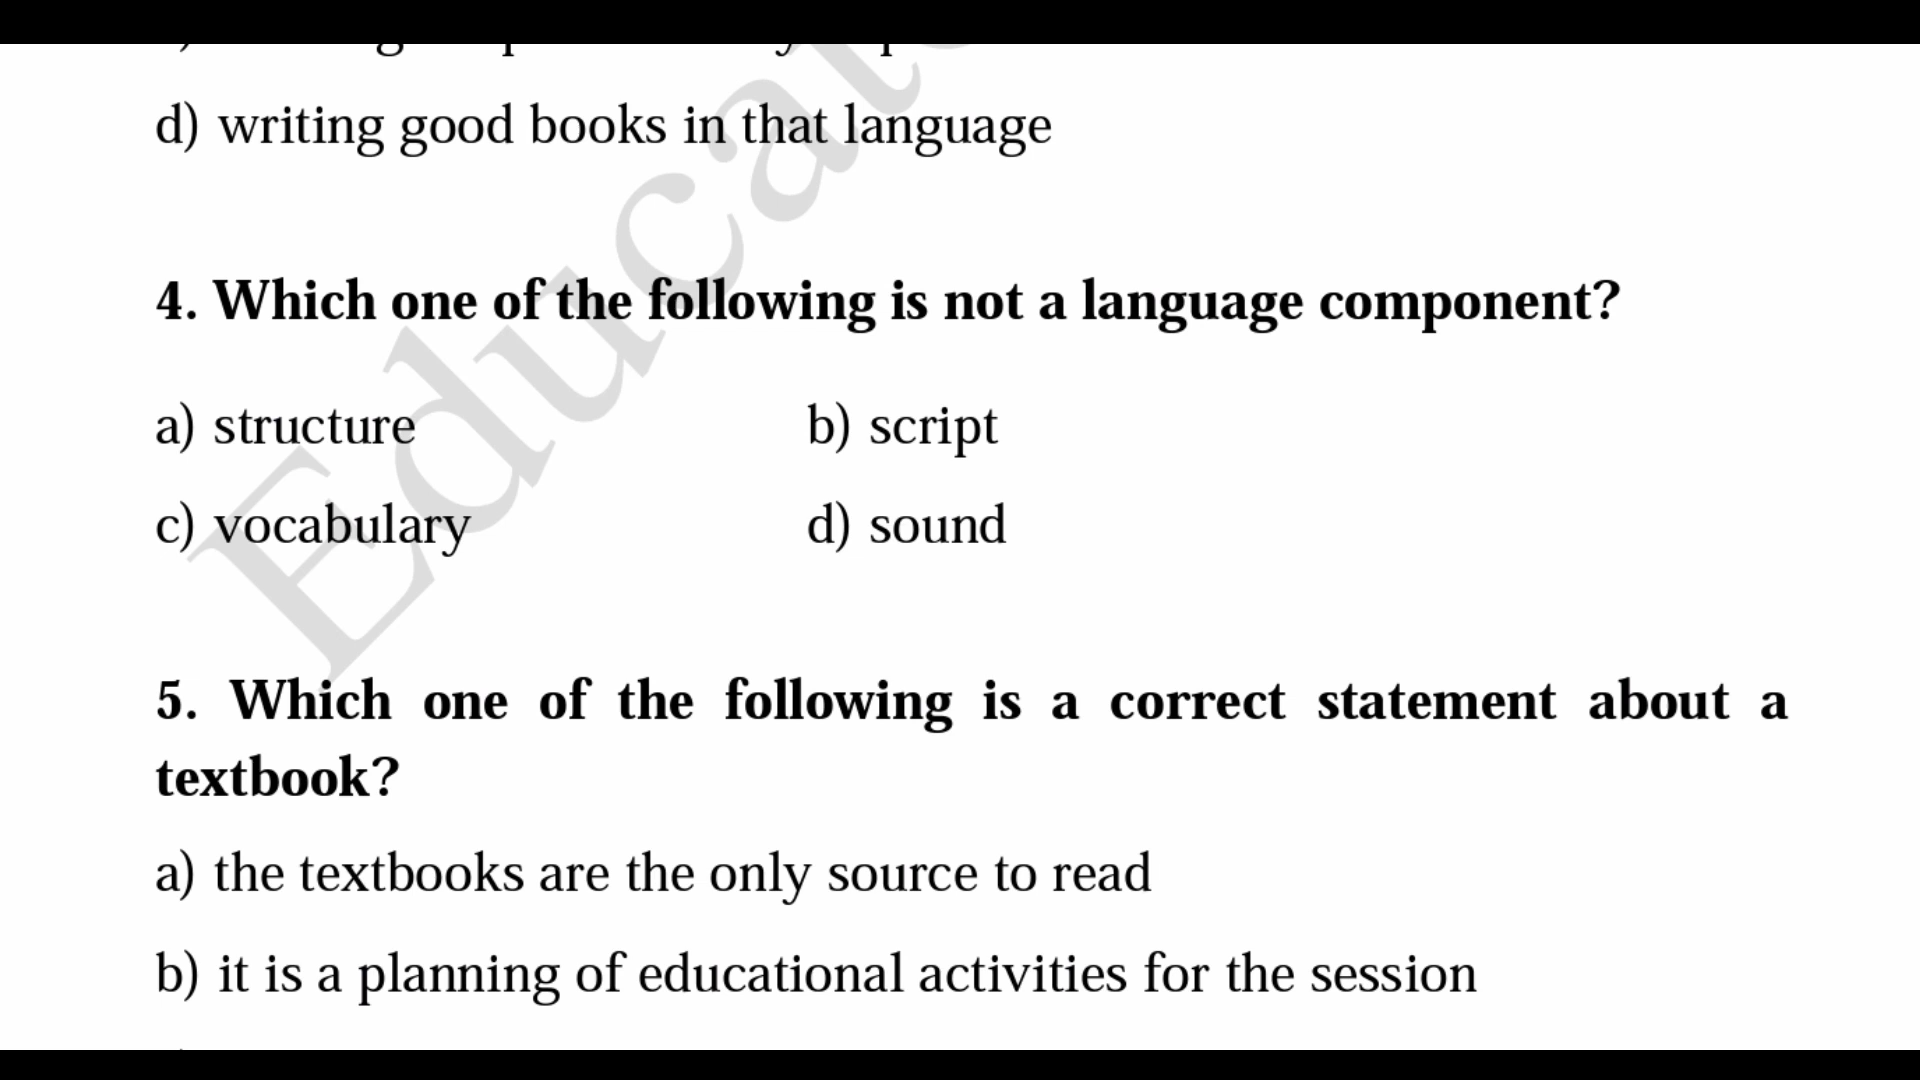 d) writing good books in that language
4. Which one of the following is not a language component?
a) structure b) script
c) vocabulary d) sound
5. Which one of the following is a correct statement about a
textbook?
a) the textbooks are the only source to read
b) it is a planning of educational activities for the session
Educat